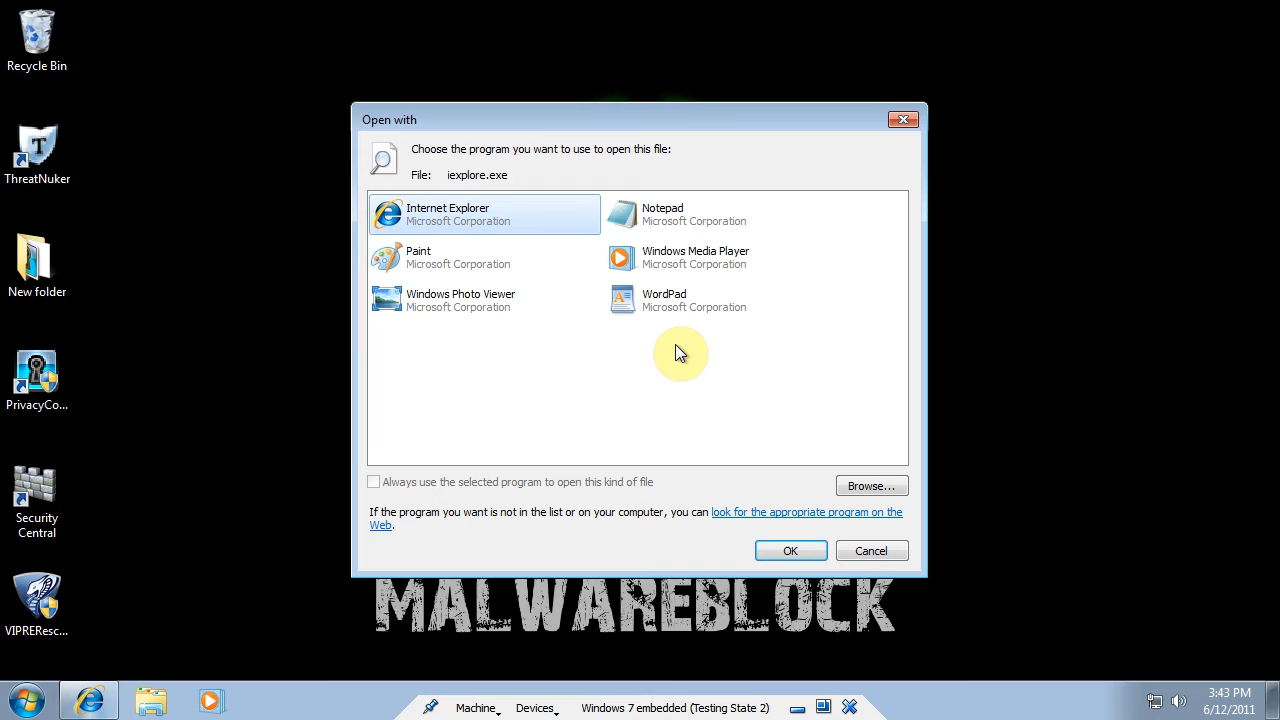 Recycle Bin
ThreatNuker
New folder
PrivacyCo...
Security
Central
VIPREResc...
Open with
Choose the program you want to use to open this file:
File: iexplore.exe
Internet Explorer
Microsoft Corporation
Notepad
Microsoft Corporation
Paint
Microsoft Corporation
Windows Media Player
Microsoft Corporation
Windows Photo Viewer
Microsoft Corporation
WordPad
Microsoft Corporation
Always use the selected program to open this kind of file
Browse...
If the program you want is not in the list or on your computer, you can look for the appropriate program on the
Web.
OK
Cancel
MALWAREBLOCK
Machine
Devices
Windows 7 embedded (Testing State 2)
3:43 PM
6/12/2011